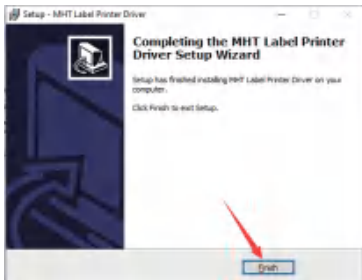 Setup - MHT Label Printer Driver
Completing the MHT Label Printer
Driver Setup Wizard
Setup has finished installing MHT Label Printer Driver on your
computer.
Click Finish to exit Setup.
Finish